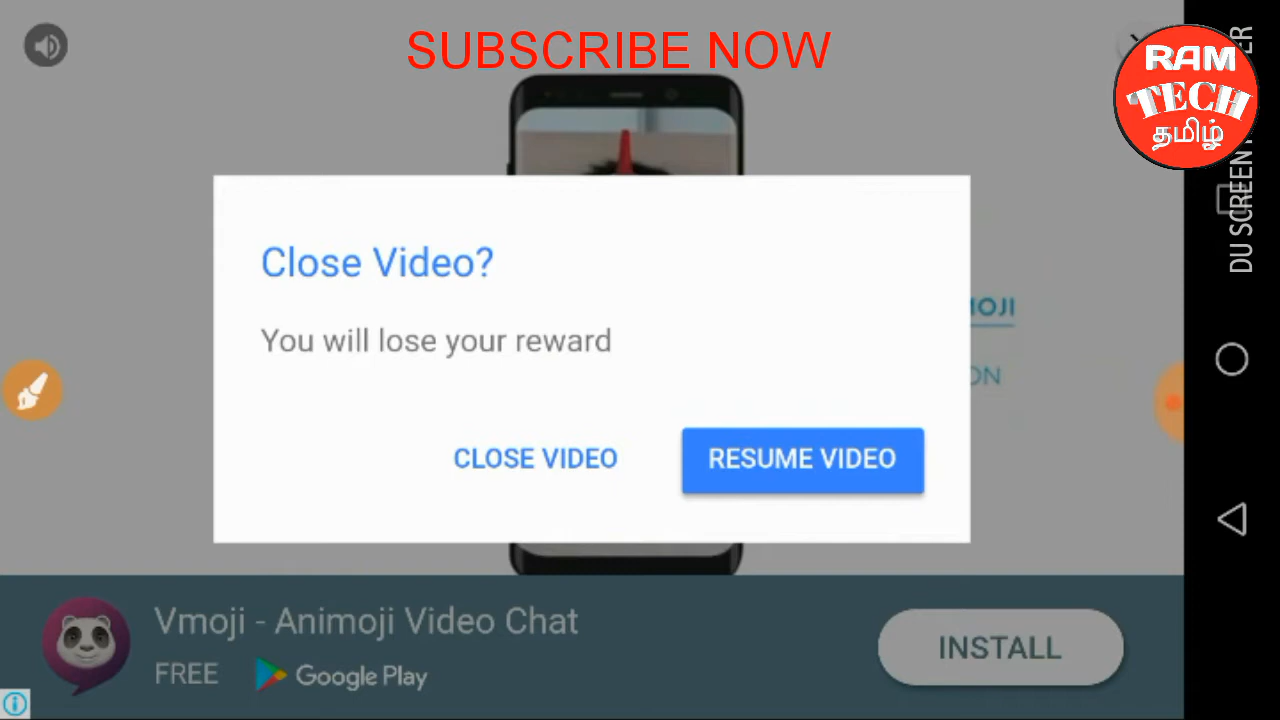 SUBSCRIBE NOW
RAM
TECH
தமிழ்
DU SCREEN
Close Video?
You will lose your reward
CLOSE VIDEO
RESUME VIDEO
Vmoji - Animoji Video Chat
FREE
Google Play
INSTALL